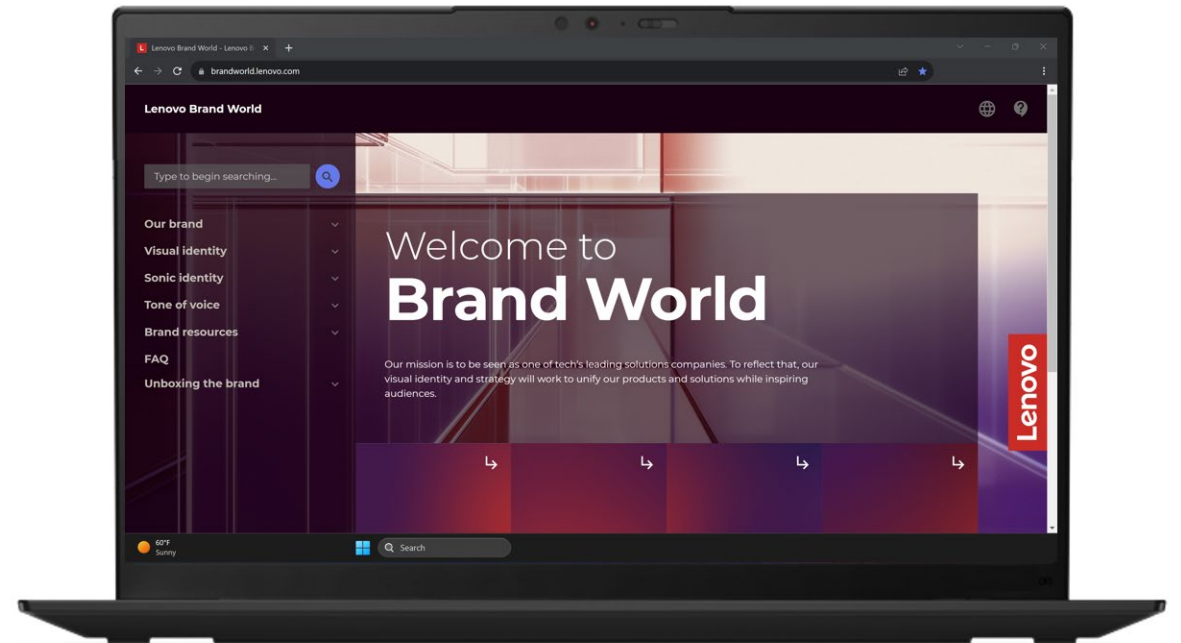 Lenovo Brand World - Lenovo B
brandworld.lenovo.com
Lenovo Brand World
Type to begin searching...
Our brand
Visual identity
Sonic identity
Tone of voice
Brand resources
FAQ
Unboxing the brand
Welcome to
Brand World
Our mission is to be seen as one of tech's leading solutions companies. To reflect that, our
visual identity and strategy will work to unify our products and solutions while inspiring
audiences.
Lenovo
60°F
Sunny
Search